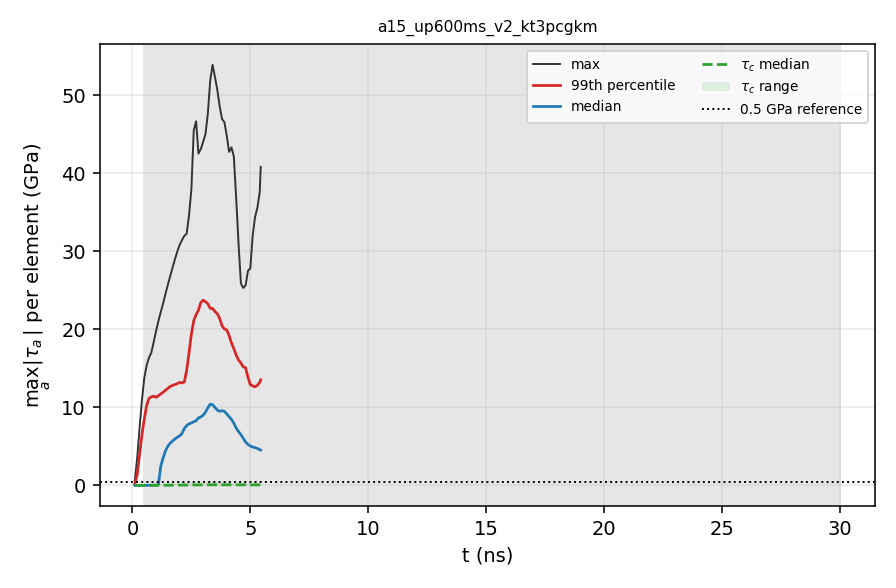 a15_up600ms_v2_kt3pcgkm
max|τₐ| per element (GPa)
a
50
40
30
20
10
0
max
99th percentile
median
τ_c median
τ_c range
0.5 GPa reference
0 5 10 15 20 25 30
t (ns)